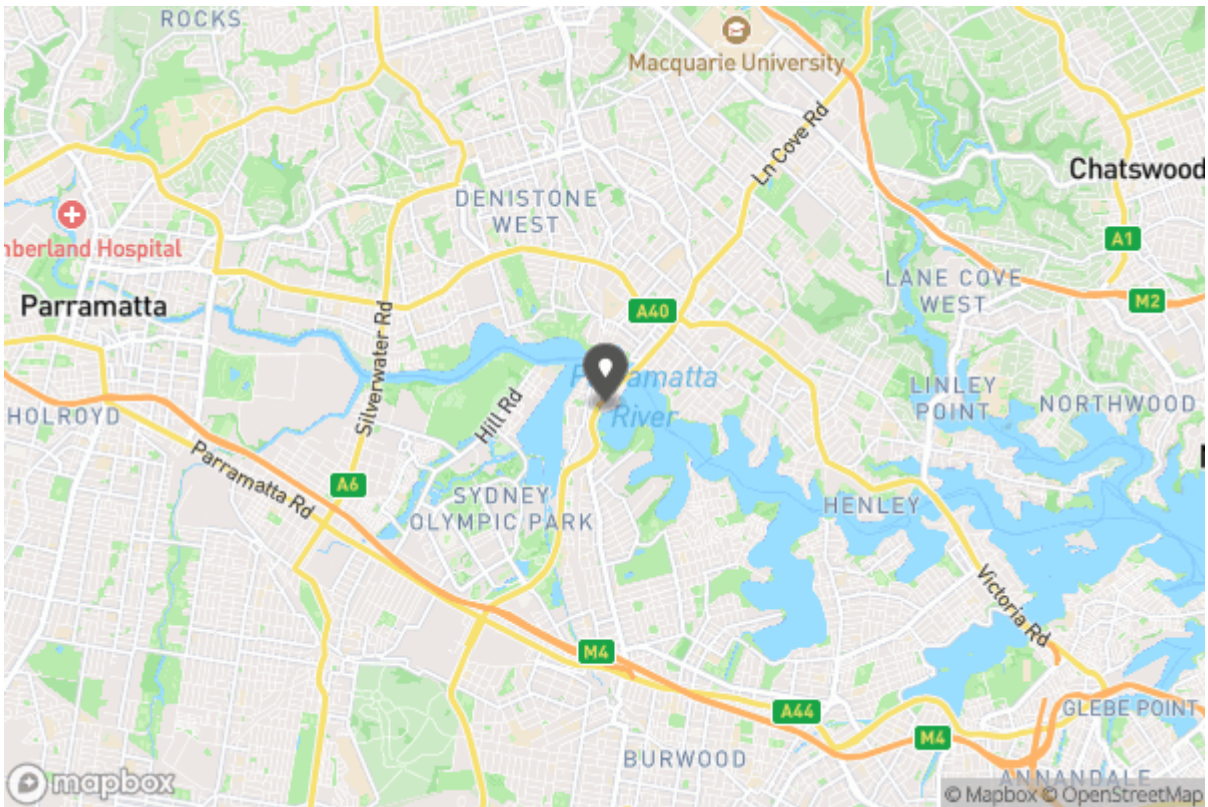 ROCKS
Macquarie University
Ln Cove Rd
Chatswood
DENISTONE
WEST
mberland Hospital
A1
LANE COVE
WEST
M2
Parramatta
A40
Silverwater Rd
Parramatta
River
Hill Rd
LINLEY
POINT
NORTHWOOD
HOLROYD
Parramatta Rd
A6
SYDNEY
OLYMPIC PARK
HENLEY
Victoria Rd
M4
A44
GLEBE POINT
M4
BURWOOD
ANNANDALE
mapbox
© Mapbox © OpenStreetMap